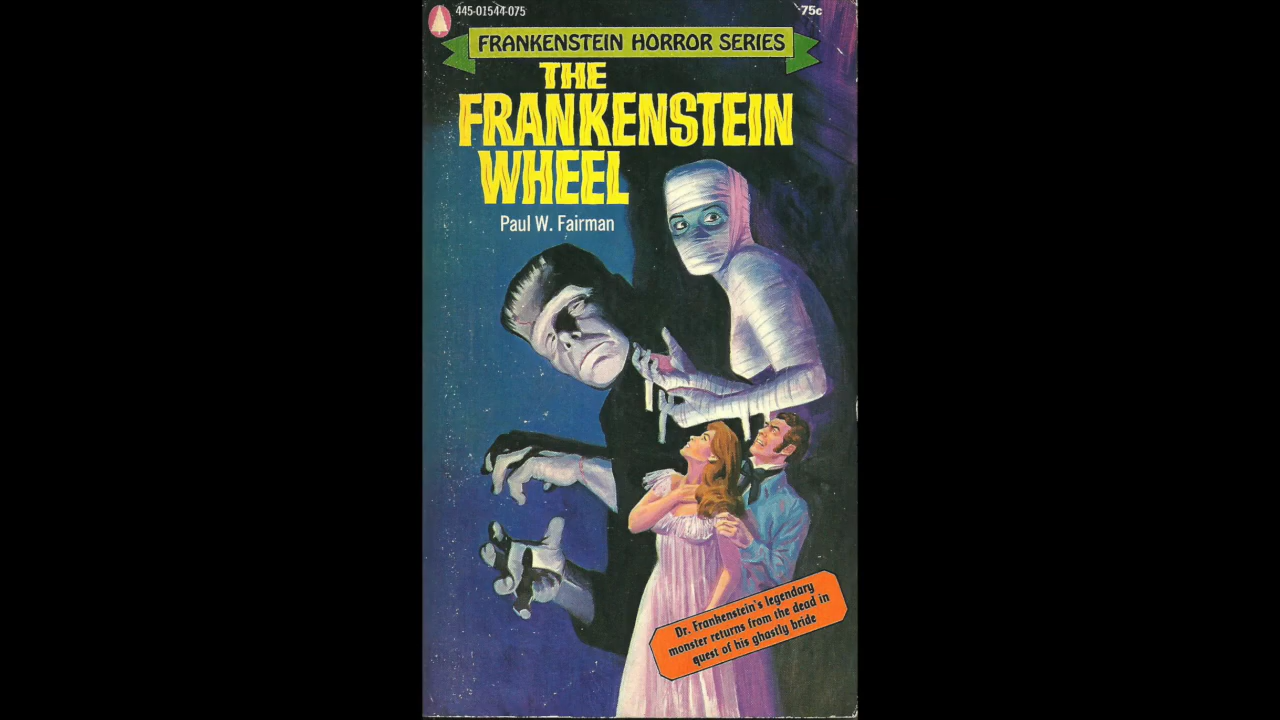 445-01544-075
75c
FRANKENSTEIN HORROR SERIES
THE
FRANKENSTEIN
WHEEL
Paul W. Fairman
Dr. Frankenstein's legendary
monster returns from the dead in
quest of his ghastly bride